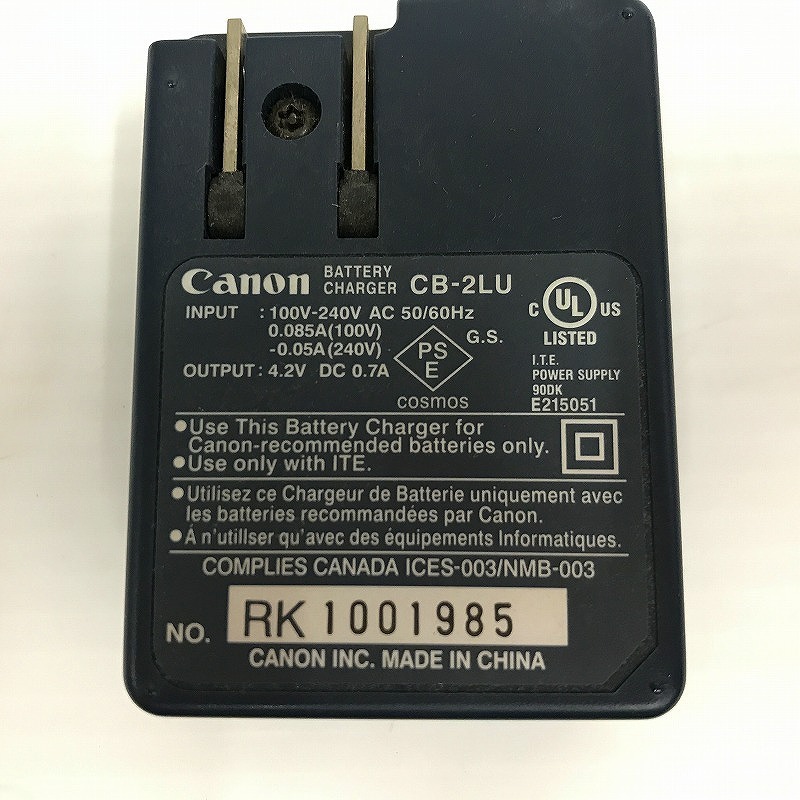 Canon BATTERY CHARGER CB-2LU
INPUT : 100V-240V AC 50/60Hz
0.085A(100V)
-0.05A(240V)
OUTPUT : 4.2V DC 0.7A
PS
E
G.S.
cosmos
C UL US
LISTED
I.T.E.
POWER SUPPLY
90DK
E215051
●Use This Battery Charger for
Canon-recommended batteries only.
●Use only with ITE.
●Utilisez ce Chargeur de Batterie uniquement avec
les batteries recommandées par Canon.
●Á n'utiliser qu'avec des équipements Informatiques.
COMPLIES CANADA ICES-003/NMB-003
NO. RK 1001985
CANON INC. MADE IN CHINA